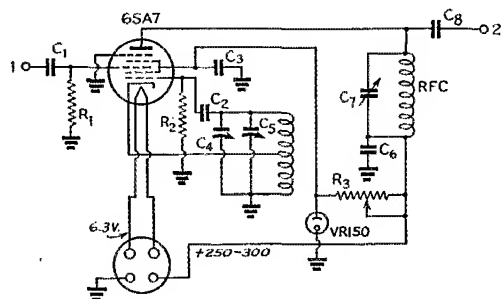 6SA7
C8
2
1
C1
C3
R1
R2
C2
C4
C5
C7
RFC
C6
R3
VR150
6.3V.
+250-300